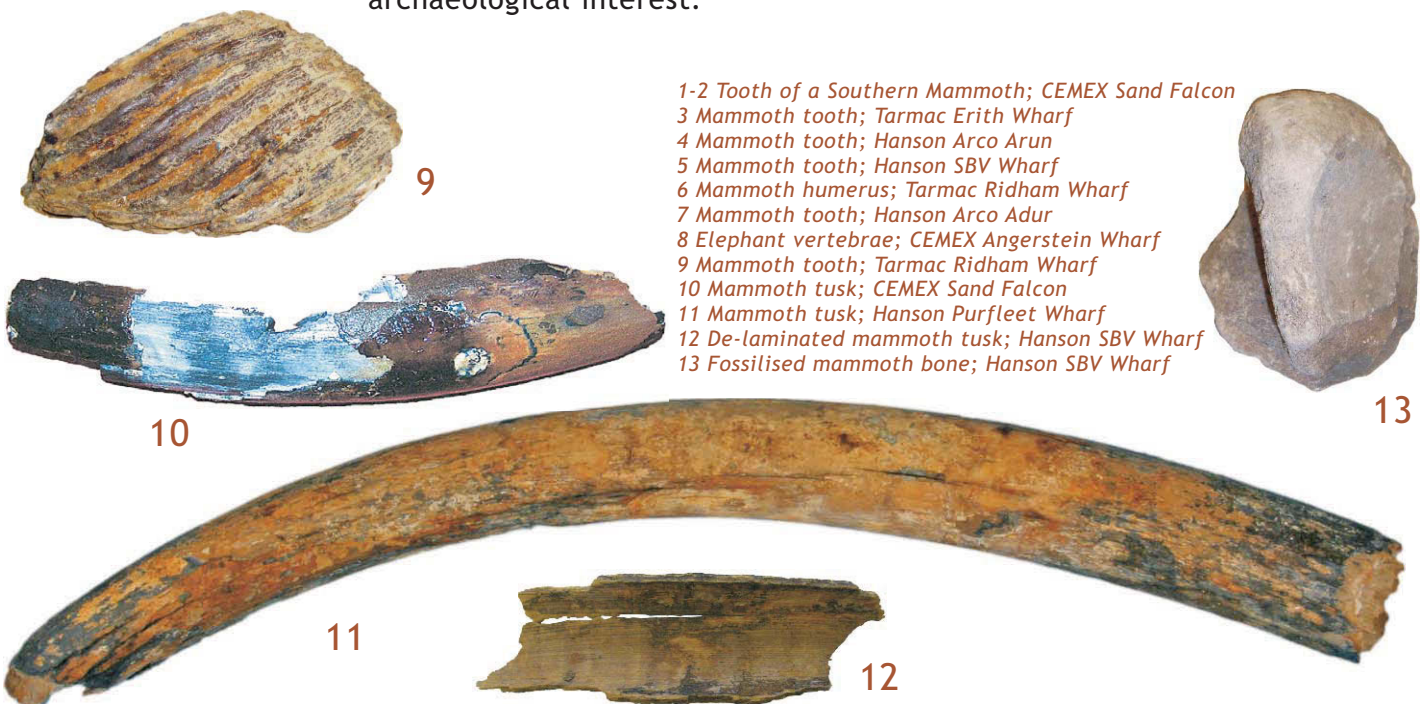 archaeological interest.
1-2 Tooth of a Southern Mammoth; CEMEX Sand Falcon
3 Mammoth tooth; Tarmac Erith Wharf
4 Mammoth tooth; Hanson Arco Arun
5 Mammoth tooth; Hanson SBV Wharf
6 Mammoth humerus; Tarmac Ridham Wharf
7 Mammoth tooth; Hanson Arco Adur
8 Elephant vertebrae; CEMEX Angerstein Wharf
9 Mammoth tooth; Tarmac Ridham Wharf
10 Mammoth tusk; CEMEX Sand Falcon
11 Mammoth tusk; Hanson Purfleet Wharf
12 De-laminated mammoth tusk; Hanson SBV Wharf
13 Fossilised mammoth bone; Hanson SBV Wharf
9
10
13
11
12